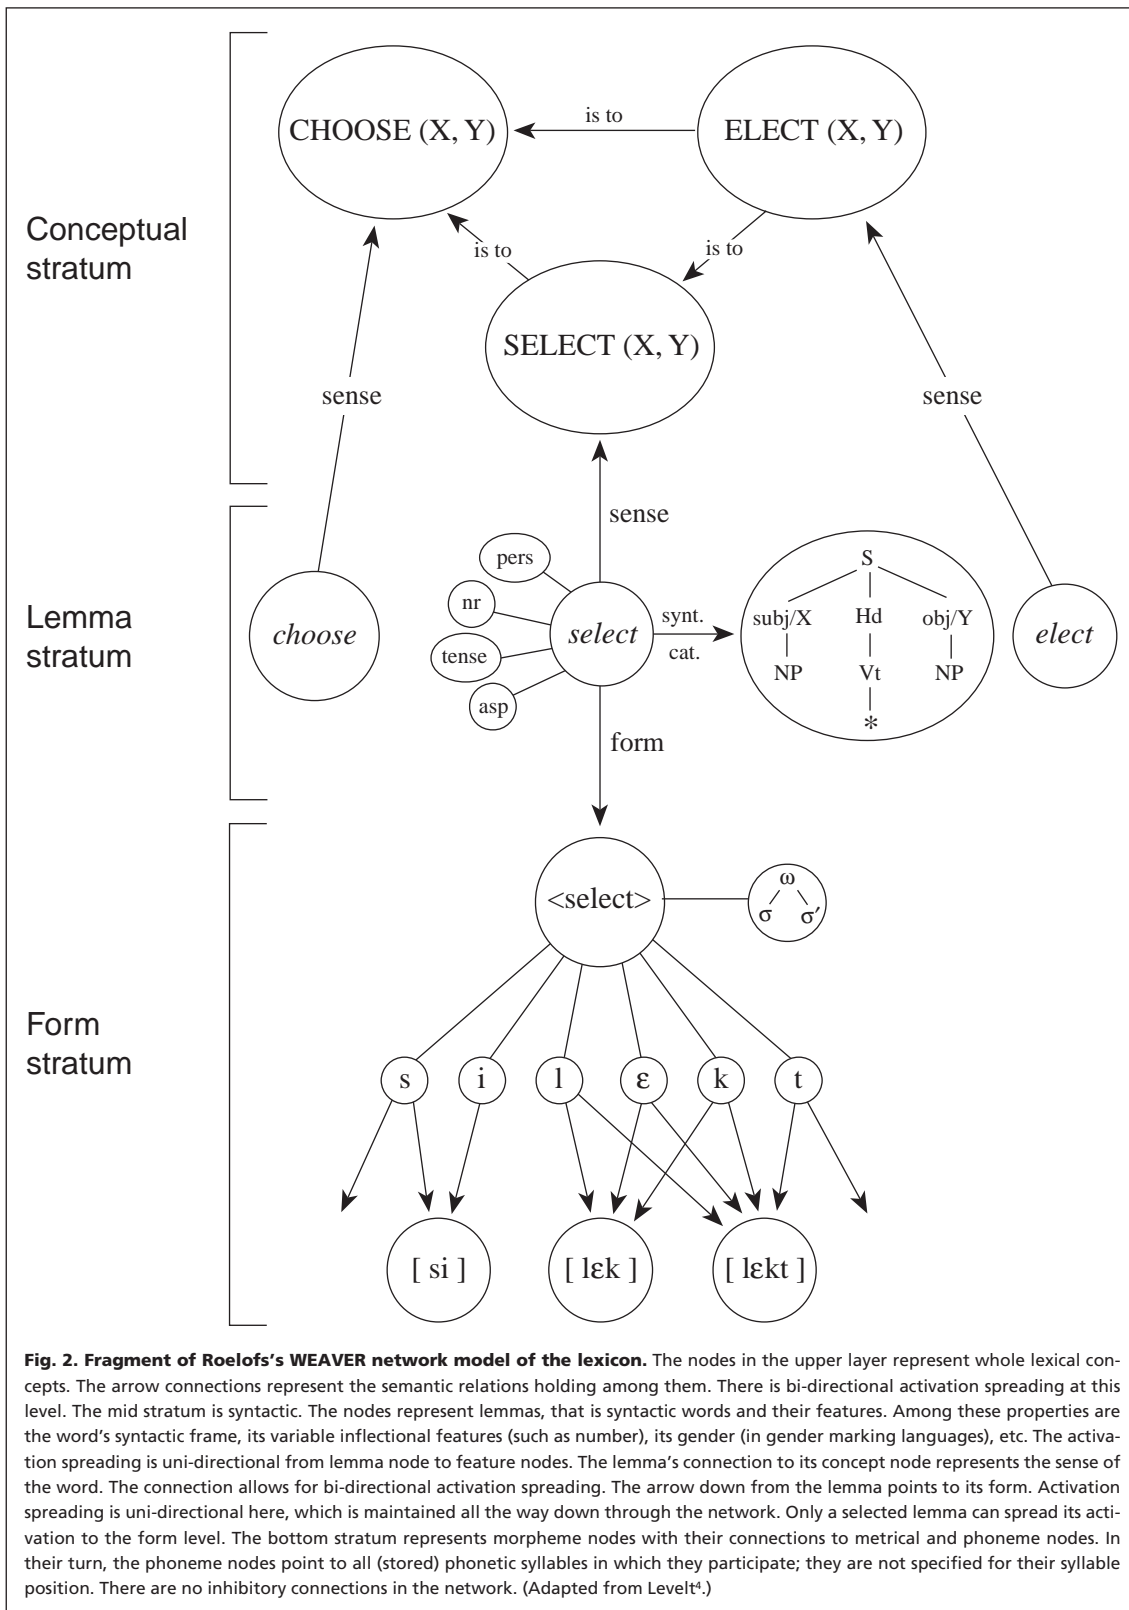 CHOOSE (X, Y)
is to
ELECT (X, Y)
Conceptual
stratum
is to
is to
SELECT (X, Y)
sense
sense
sense
Lemma
stratum
choose
pers
nr
tense
asp
select
synt.
cat.
S
subj/X
Hd
obj/Y
NP
Vt
NP
*
elect
form
Form
stratum
<select>
ω
σ
σ′
s
i
l
ε
k
t
[ si ]
[ lεk ]
[ lεkt ]
Fig. 2. Fragment of Roelofs's WEAVER network model of the lexicon. The nodes in the upper layer represent whole lexical con-
cepts. The arrow connections represent the semantic relations holding among them. There is bi-directional activation spreading at this
level. The mid stratum is syntactic. The nodes represent lemmas, that is syntactic words and their features. Among these properties are
the word's syntactic frame, its variable inflectional features (such as number), its gender (in gender marking languages), etc. The activa-
tion spreading is uni-directional from lemma node to feature nodes. The lemma's connection to its concept node represents the sense of
the word. The connection allows for bi-directional activation spreading. The arrow down from the lemma points to its form. Activation
spreading is uni-directional here, which is maintained all the way down through the network. Only a selected lemma can spread its acti-
vation to the form level. The bottom stratum represents morpheme nodes with their connections to metrical and phoneme nodes. In
their turn, the phoneme nodes point to all (stored) phonetic syllables in which they participate; they are not specified for their syllable
position. There are no inhibitory connections in the network. (Adapted from Levelt⁴.)